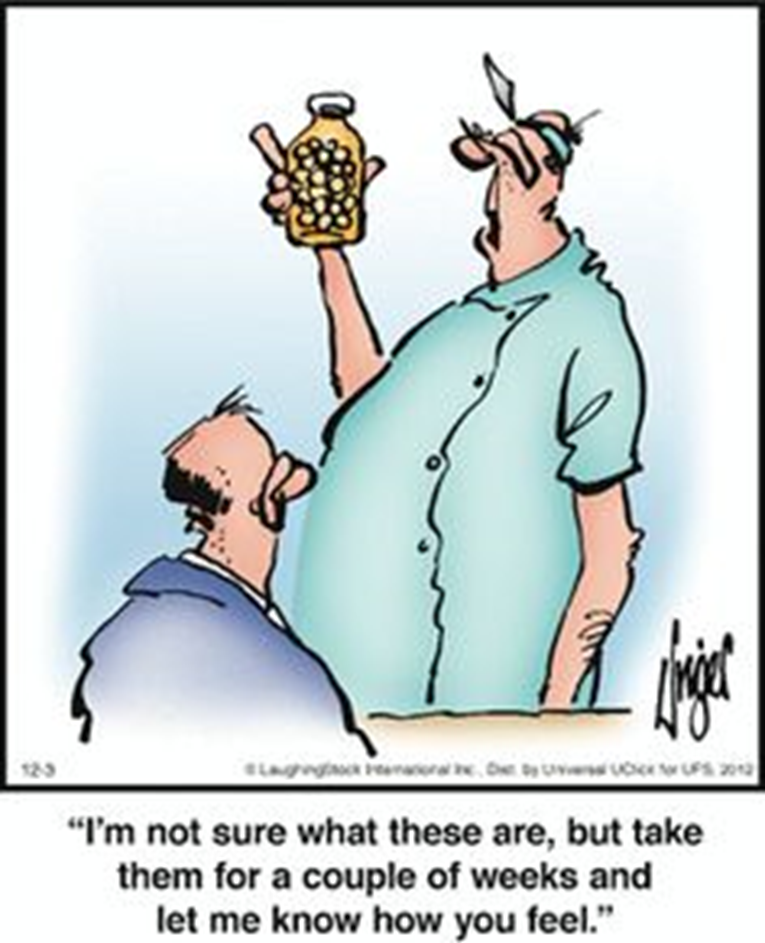 Unger
12-3
© LaughingStock International Inc., Dist. by Universal UClick for UFS, 2012
“I’m not sure what these are, but take
them for a couple of weeks and
let me know how you feel.”